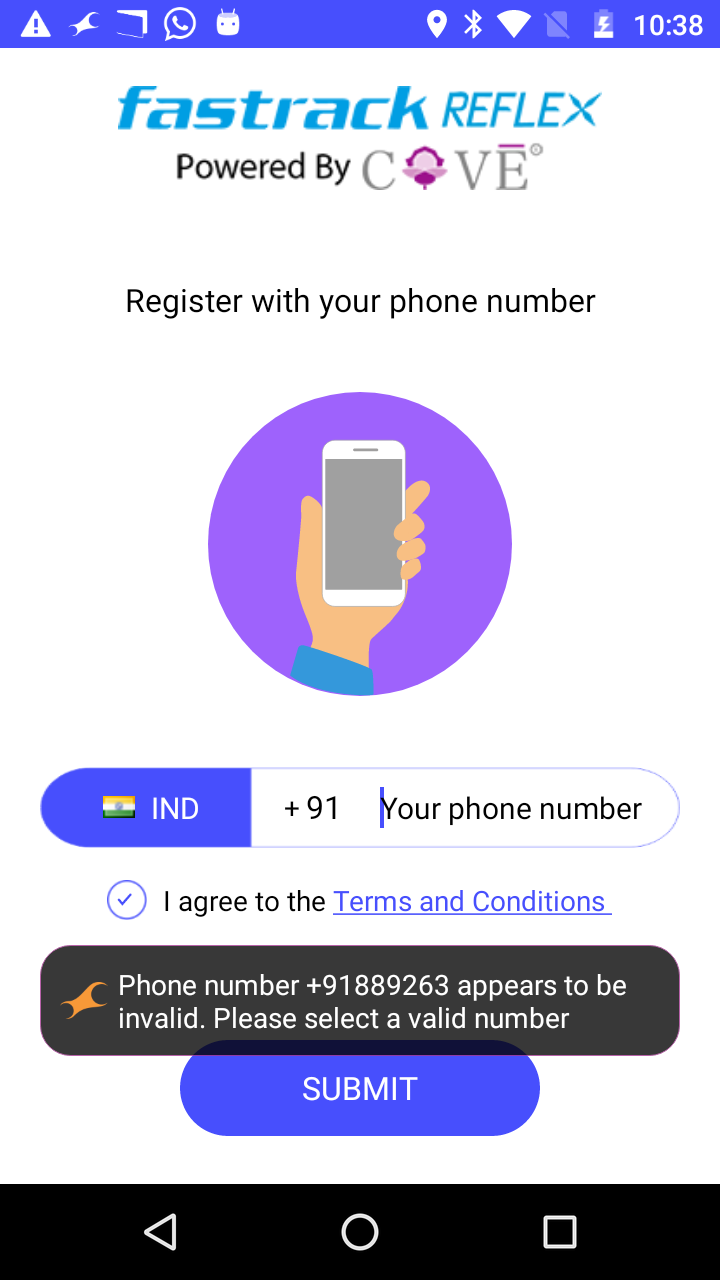 10:38
fastrack REFLEX
Powered By COVE®
Register with your phone number
IND + 91 Your phone number
I agree to the Terms and Conditions
Phone number +91889263 appears to be
invalid. Please select a valid number
SUBMIT